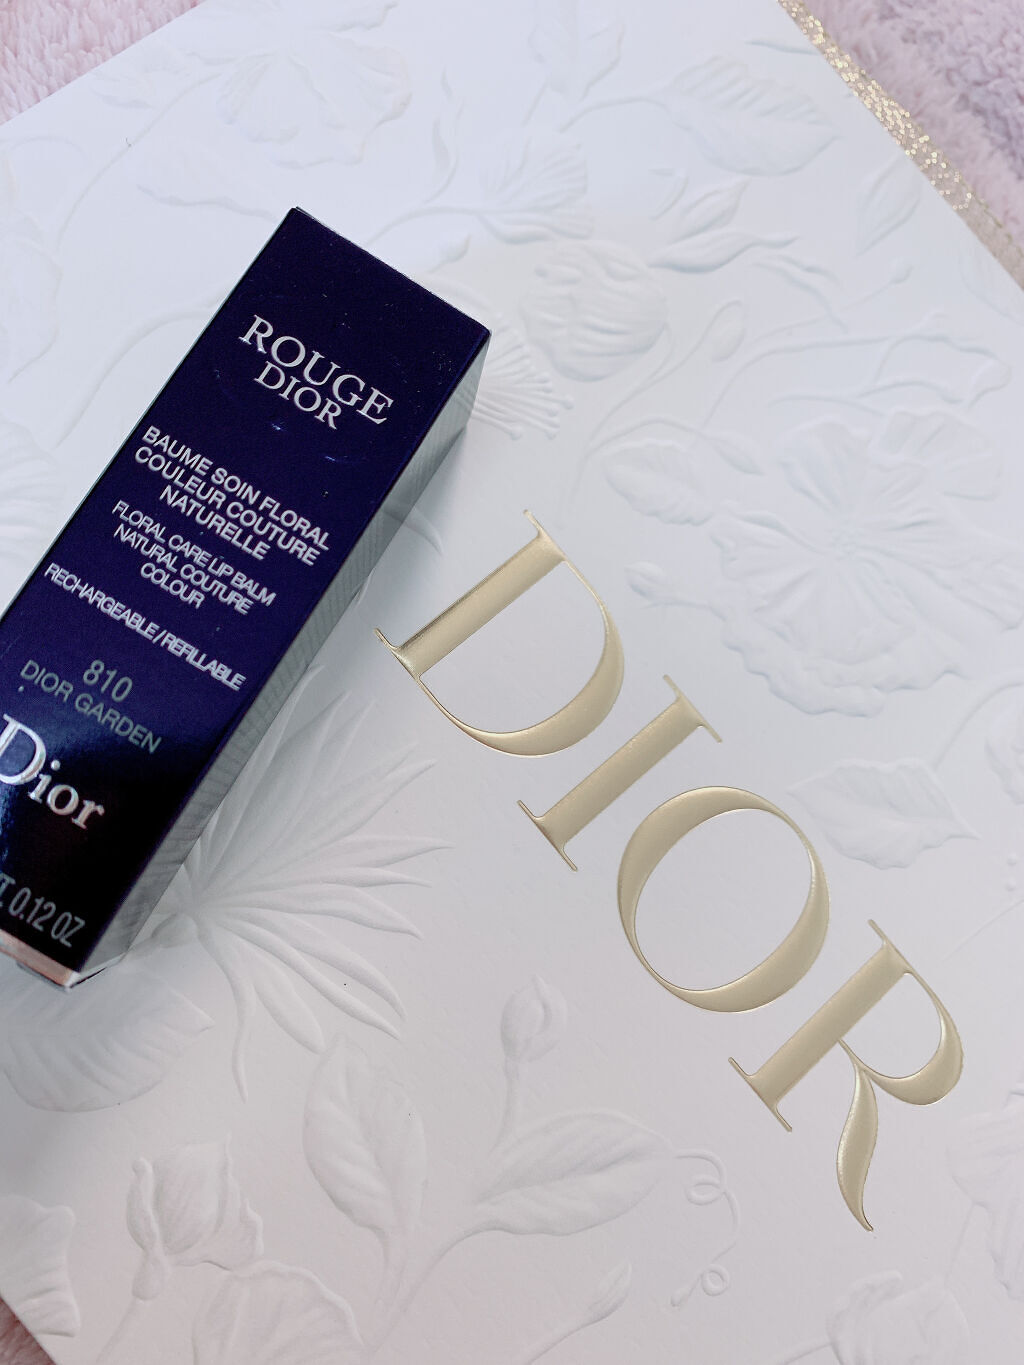 ROUGE
DIOR
BAUME SOIN FLORAL
COULEUR COUTURE
NATURELLE
FLORAL CARE LIP BALM
NATURAL COUTURE
COLOUR
RECHARGEABLE / REFILLABLE
810
DIOR GARDEN
Dior
0.12 OZ
DIOR